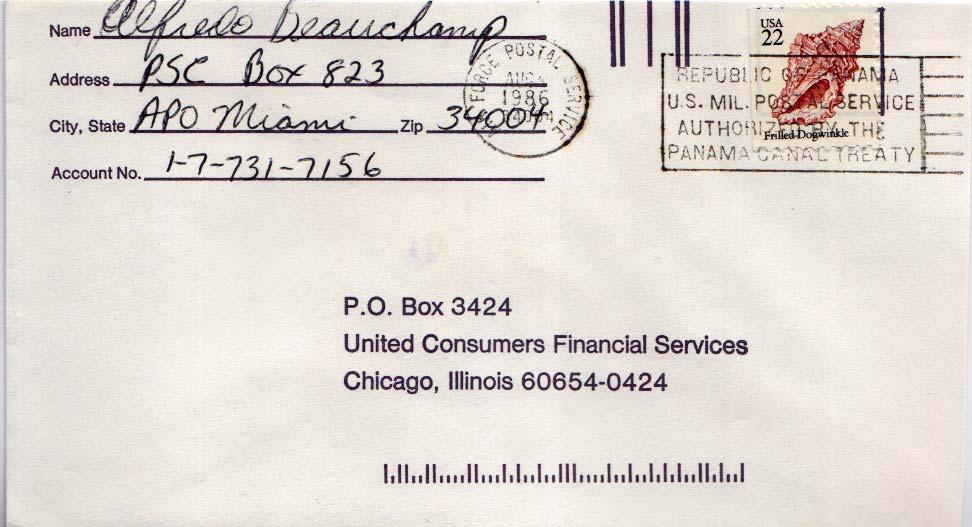 Name Alfredo Beauchamp
Address PSC Box 823
City, State APO Miami Zip 34004
Account No. 1-7-731-7156
FORCE POSTAL SERVICE
AUG
1986
USA
22
Frilled Dogwinkle
REPUBLIC OF PANAMA
U.S. MIL. POSTAL SERVICE
AUTHORIZED BY THE
PANAMA CANAL TREATY
P.O. Box 3424
United Consumers Financial Services
Chicago, Illinois 60654-0424